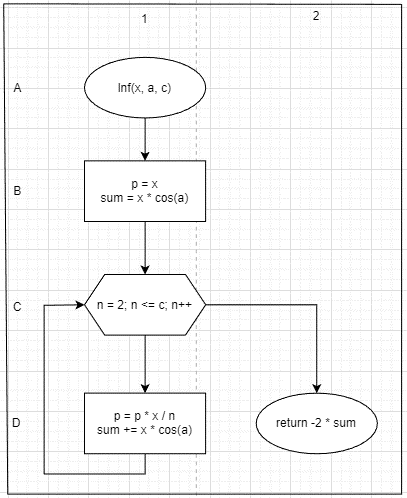 1
2
A
lnf(x, a, c)
B
p = x
sum = x * cos(a)
C
n = 2; n <= c; n++
D
p = p * x / n
sum += x * cos(a)
return -2 * sum